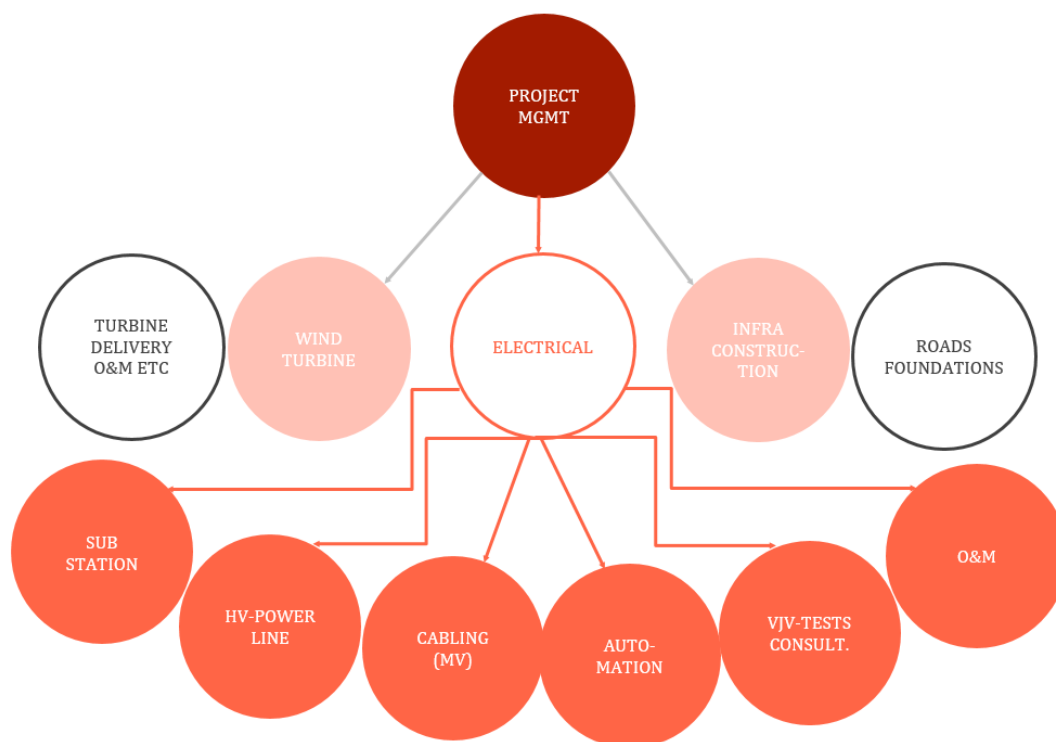 PROJECT
MGMT
TURBINE
DELIVERY
O&M ETC
WIND
TURBINE
ELECTRICAL
INFRA
CONSTRUC-
TION
ROADS
FOUNDATIONS
SUB
STATION
HV-POWER
LINE
CABLING
(MV)
AUTO-
MATION
VJV-TESTS
CONSULT.
O&M